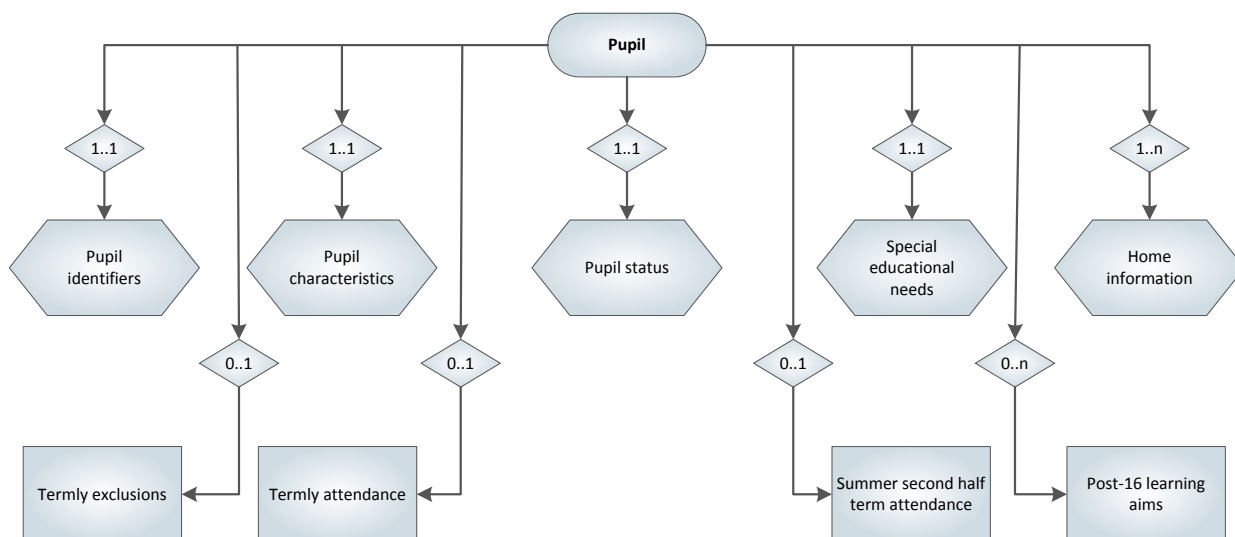 Pupil
1..1
1..1
1..1
1..1
1..n
Pupil
identifiers
Pupil
characteristics
Pupil status
Special
educational
needs
Home
information
0..1
0..1
0..1
0..n
Termly exclusions
Termly attendance
Summer second half
term attendance
Post-16 learning
aims